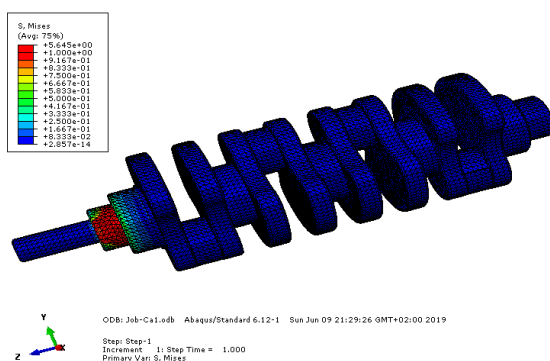 S, Mises
(Avg: 75%)
+5.645e+00
+1.000e+00
+9.167e-01
+8.333e-01
+7.500e-01
+6.667e-01
+5.833e-01
+5.000e-01
+4.167e-01
+3.333e-01
+2.500e-01
+1.667e-01
+8.333e-02
+2.857e-14
Y
Z
X
ODB: Job-Ca1.odb Abaqus/Standard 6.12-1 Sun Jun 09 21:29:26 GMT+02:00 2019
Step: Step-1
Increment 1: Step Time = 1.000
Primary Var: S, Mises